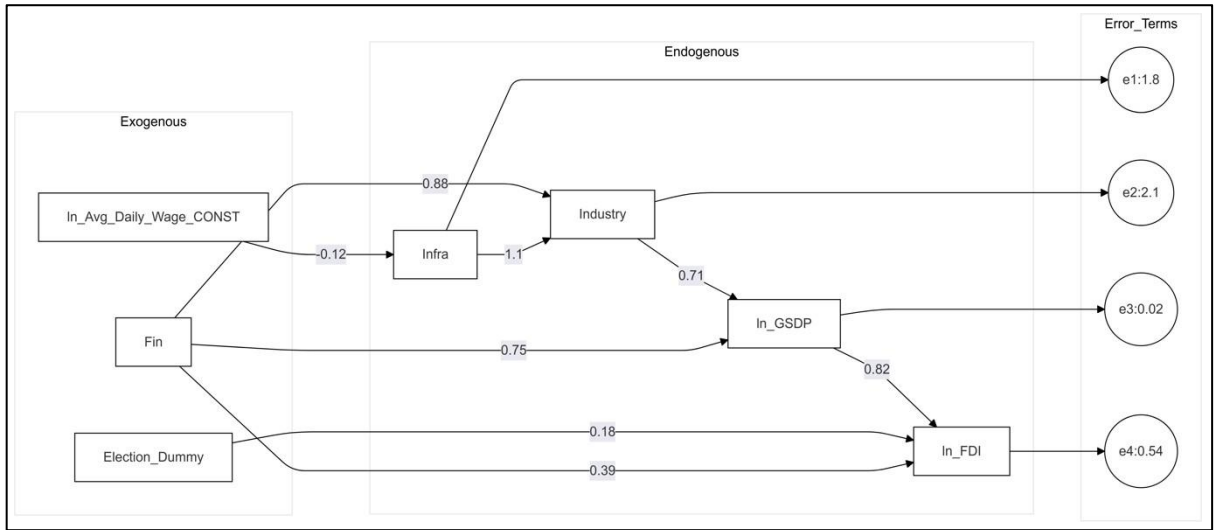 Error_Terms
Endogenous
e1:1.8
Exogenous
0.88
e2:2.1
ln_Avg_Daily_Wage_CONST
Industry
-0.12
Infra
1.1
0.71
ln_GSDP
e3:0.02
Fin
0.75
0.82
0.18
Election_Dummy
ln_FDI
e4:0.54
0.39